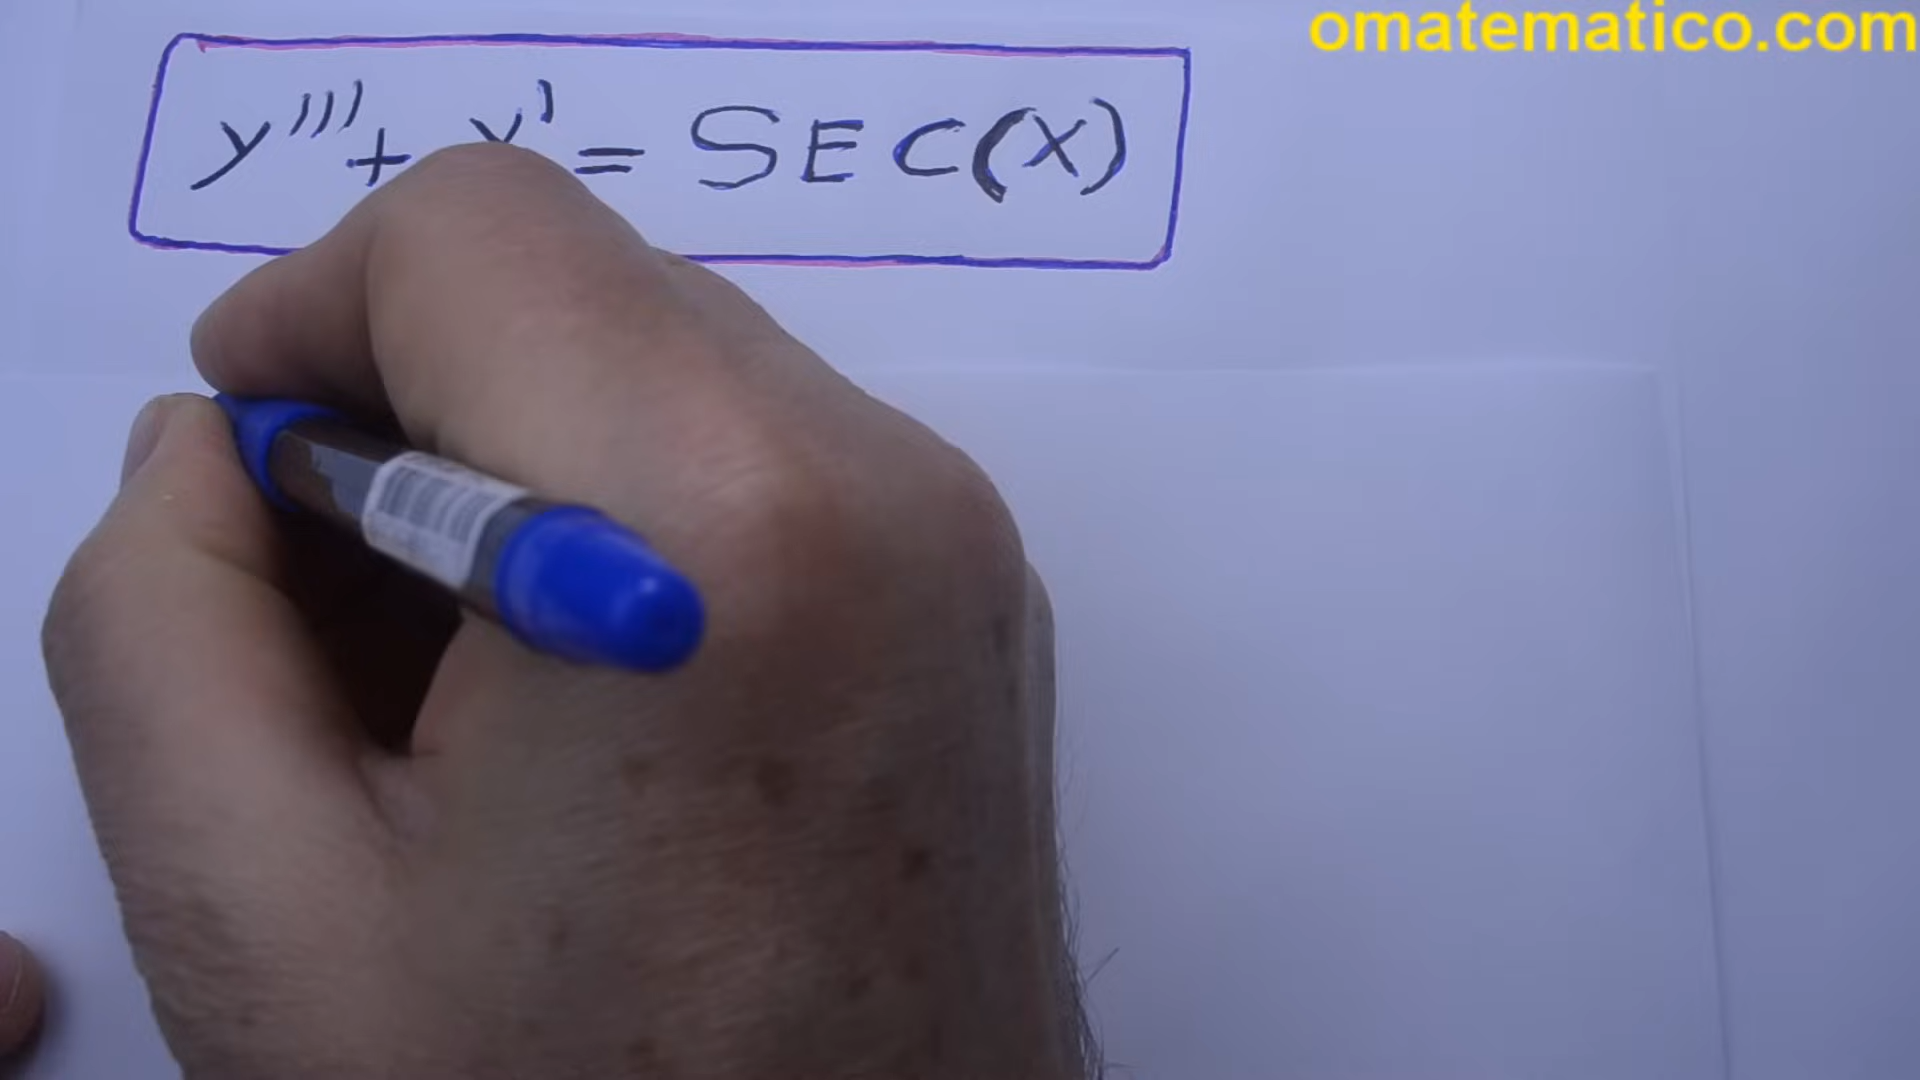 omatematico.com
y''' + y' = SEC(X)